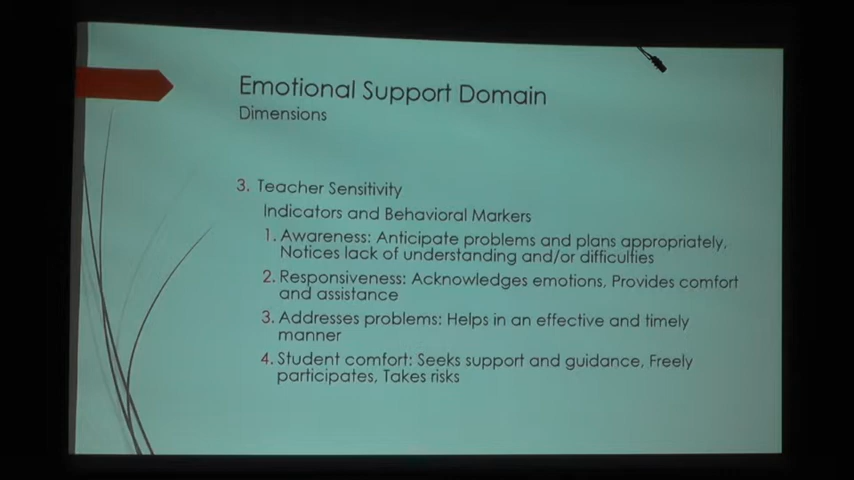 Emotional Support Domain
Dimensions
3. Teacher Sensitivity
Indicators and Behavioral Markers
1. Awareness: Anticipate problems and plans appropriately,
Notices lack of understanding and/or difficulties
2. Responsiveness: Acknowledges emotions, Provides comfort
and assistance
3. Addresses problems: Helps in an effective and timely
manner
4. Student comfort: Seeks support and guidance, Freely
participates, Takes risks